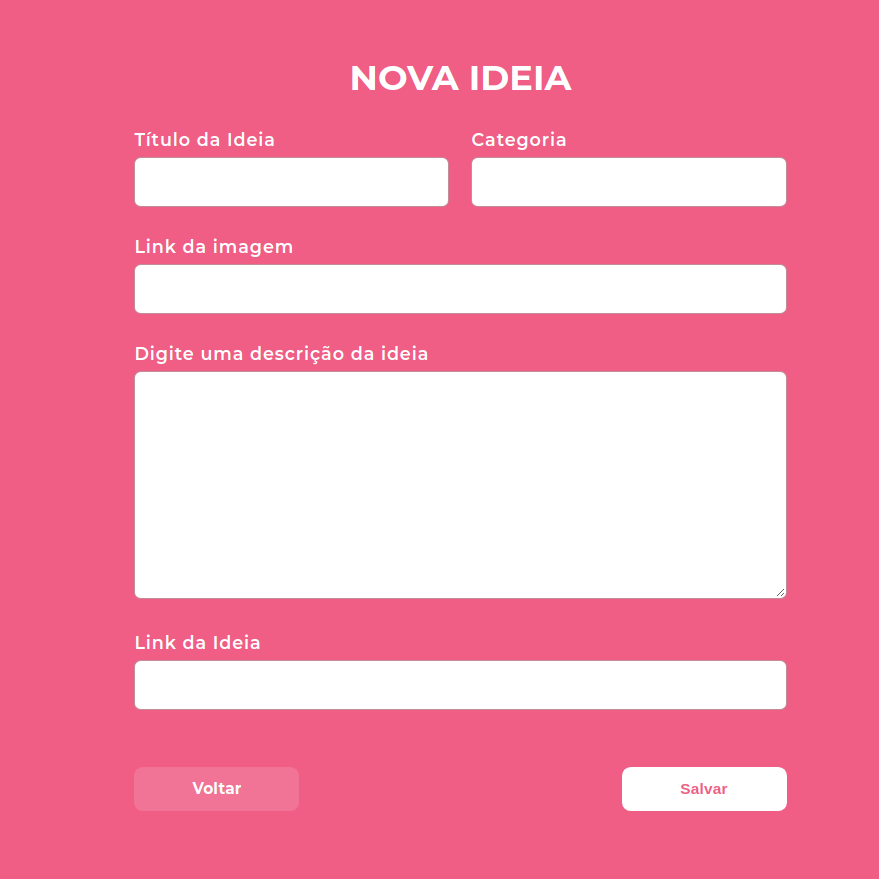 NOVA IDEIA
Título da Ideia
Categoria
Link da imagem
Digite uma descrição da ideia
Link da Ideia
Voltar
Salvar